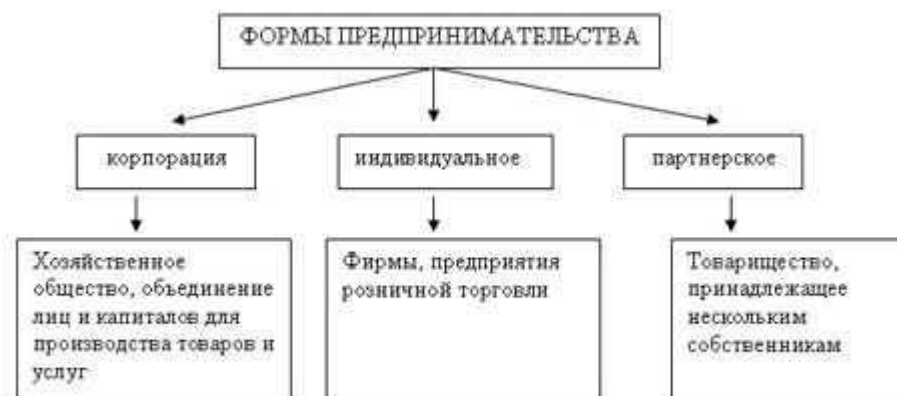 ФОРМЫ ПРЕДПРИНИМАТЕЛЬСТВА
корпорация
индивидуальное
партнерское
Хозяйственное
общество, объединение
лиц и капиталов для
производства товаров и
услуг
Фирмы, предприятия
розничной торговли
Товарищество,
принадлежащее
нескольким
собственникам